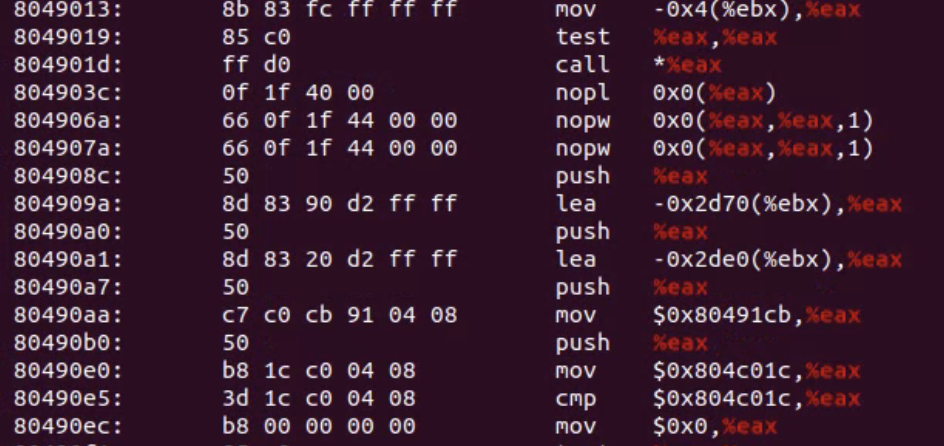 8049013: 8b 83 fc ff ff ff mov -0x4(%ebx),%eax
8049019: 85 c0 test %eax,%eax
804901d: ff d0 call *%eax
804903c: 0f 1f 40 00 nopl 0x0(%eax)
804906a: 66 0f 1f 44 00 00 nopw 0x0(%eax,%eax,1)
804907a: 66 0f 1f 44 00 00 nopw 0x0(%eax,%eax,1)
804908c: 50 push %eax
804909a: 8d 83 90 d2 ff ff lea -0x2d70(%ebx),%eax
80490a0: 50 push %eax
80490a1: 8d 83 20 d2 ff ff lea -0x2de0(%ebx),%eax
80490a7: 50 push %eax
80490aa: c7 c0 cb 91 04 08 mov $0x80491cb,%eax
80490b0: 50 push %eax
80490e0: b8 1c c0 04 08 mov $0x804c01c,%eax
80490e5: 3d 1c c0 04 08 cmp $0x804c01c,%eax
80490ec: b8 00 00 00 00 mov $0x0,%eax